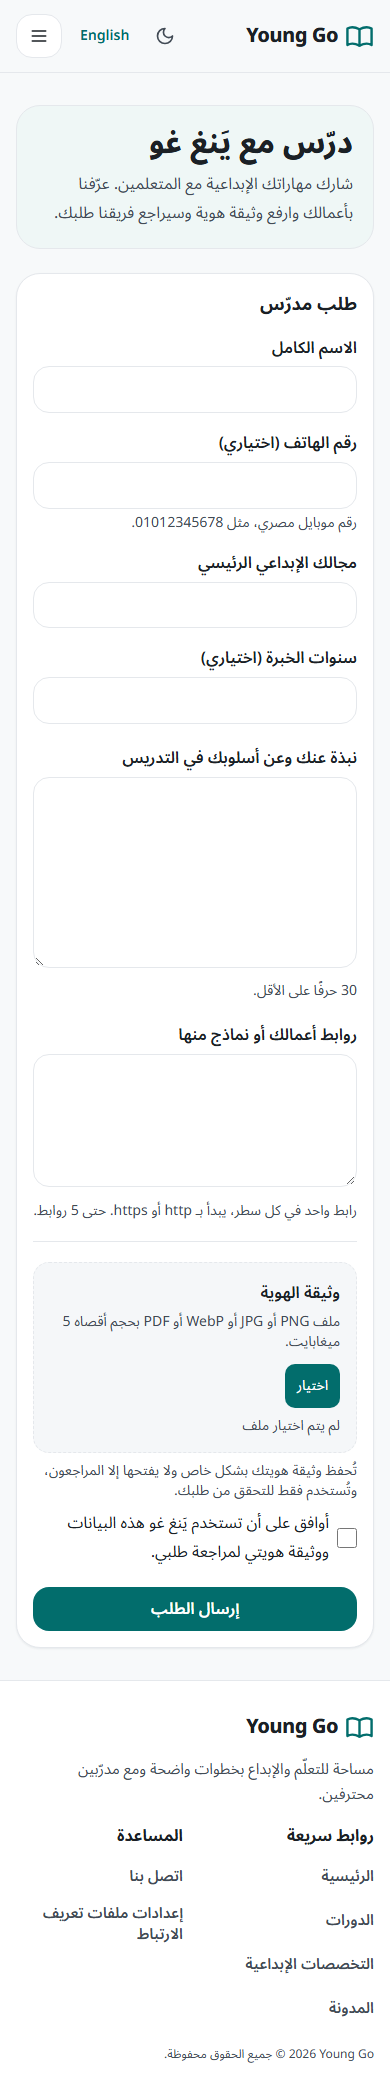 Young Go
English
درّس مع يَنغ غو
شارك مهاراتك الإبداعية مع المتعلمين. عرّفنا
بأعمالك وارفع وثيقة هوية وسيراجع فريقنا طلبك.
طلب مدرّس
الاسم الكامل
رقم الهاتف (اختياري)
رقم موبايل مصري، مثل 01012345678.
مجالك الإبداعي الرئيسي
سنوات الخبرة (اختياري)
نبذة عنك وعن أسلوبك في التدريس
30 حرفًا على الأقل.
روابط أعمالك أو نماذج منها
رابط واحد في كل سطر، يبدأ بـ http أو https. حتى 5 روابط.
وثيقة الهوية
ملف PNG أو JPG أو WebP أو PDF بحجم أقصاه 5
ميغابايت.
اختيار
لم يتم اختيار ملف
تُحفظ وثيقة هويتك بشكل خاص ولا يفتحها إلا المراجعون،
وتُستخدم فقط للتحقق من طلبك.
أوافق على أن تستخدم يَنغ غو هذه البيانات
ووثيقة هويتي لمراجعة طلبي.
إرسال الطلب
Young Go
مساحة للتعلّم والإبداع بخطوات واضحة ومع مدرّبين
محترفين.
روابط سريعة
الرئيسية
الدورات
التخصصات الإبداعية
المدونة
المساعدة
اتصل بنا
إعدادات ملفات تعريف
الارتباط
Young Go 2026 © جميع الحقوق محفوظة.